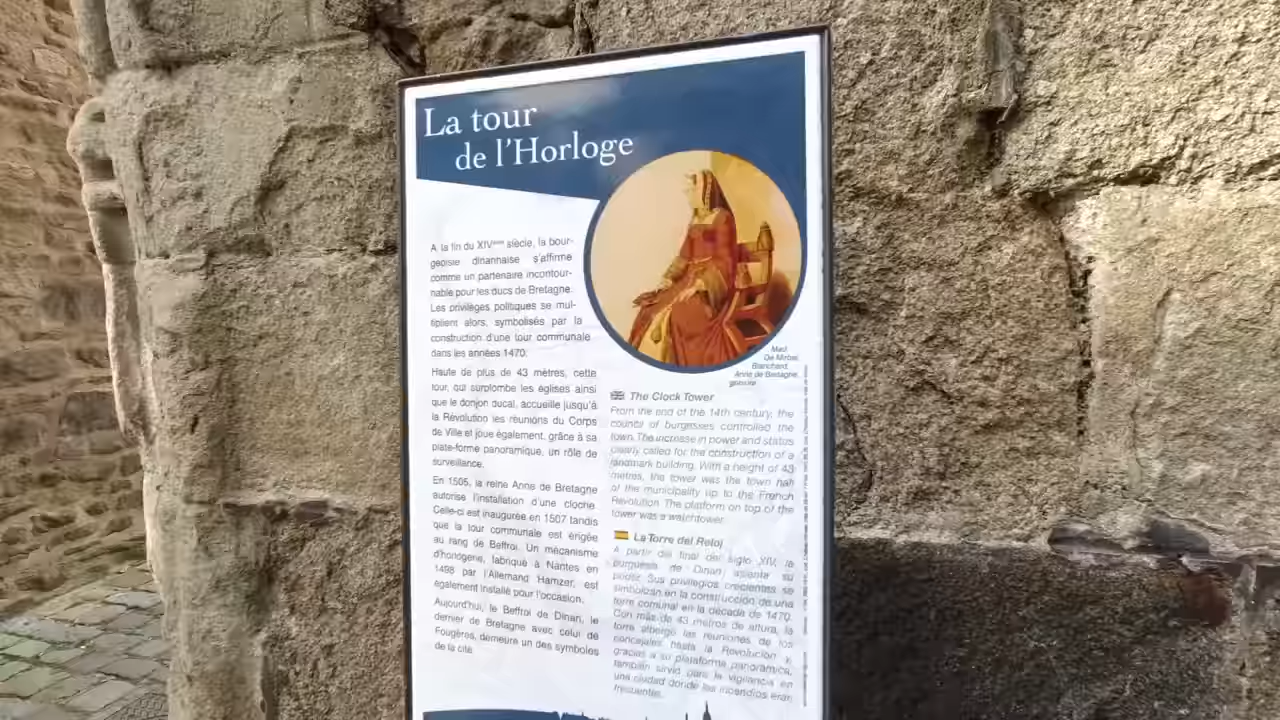 La tour
de l'Horloge
A la fin du XIVème siècle, la bour-
geoisie dinannaise s'affirme
comme un partenaire incontour-
nable pour les ducs de Bretagne.
Les privilèges politiques se mul-
tiplient alors, symbolisés par la
construction d'une tour communale
dans les années 1470.
Haute de plus de 43 mètres, cette
tour, qui surplombe les églises ainsi
que le donjon ducal, accueille jusqu'à
la Révolution les réunions du Corps
de Ville et joue également, grâce à sa
plate-forme panoramique, un rôle de
surveillance.
En 1505, la reine Anne de Bretagne
autorise l'installation d'une cloche.
Celle-ci est inaugurée en 1507 tandis
que la tour communale est érigée
au rang de Beffroi. Un mécanisme
d'horlogerie, fabriqué à Nantes en
1498 par l'Allemand Hamzer, est
également installé pour l'occasion.
Aujourd'hui, le Beffroi de Dinan, le
dernier de Bretagne avec celui de
Fougères, demeure un des symboles
de la cité.
Med.
De Mirbel
Blanchard,
Anne de Bretagne,
gravure
The Clock Tower
From the end of the 14th century, the
council of burgesses controlled the
town. The increase in power and status
clearly called for the construction of a
landmark building. With a height of 43
metres, the tower was the town hall
of the municipality up to the French
Revolution. The platform on top of the
tower was a watchtower.
La Torre del Reloj
A partir del final del siglo XIV, la
burguesía de Dinan asienta su
poder. Sus privilegios crecientes se
simbolizan en la construcción de una
torre comunal en la década de 1470.
Con más de 43 metros de altura, la
torre albergó las reuniones de los
concejales hasta la Revolución y,
gracias a su plataforma panorámica,
también sirvió para la vigilancia en
una ciudad donde los incendios eran
frecuentes.